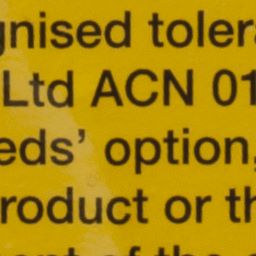 gnised tolera
Ltd ACN 01
eds’ option,
roduct or th